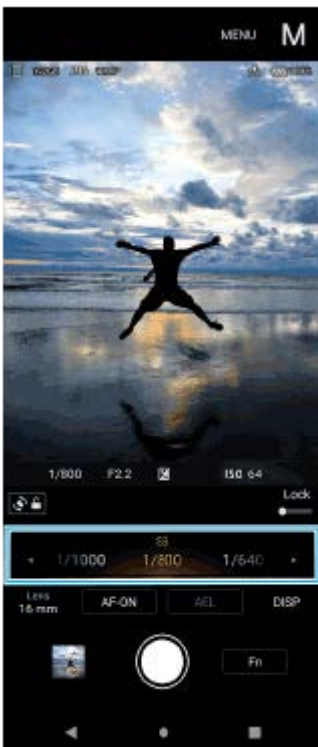 MENU M
1/800 F2.2 ISO 64
Lock
SS
1/1000 1/800 1/640
Lens
16 mm AF-ON AEL DISP
Fn